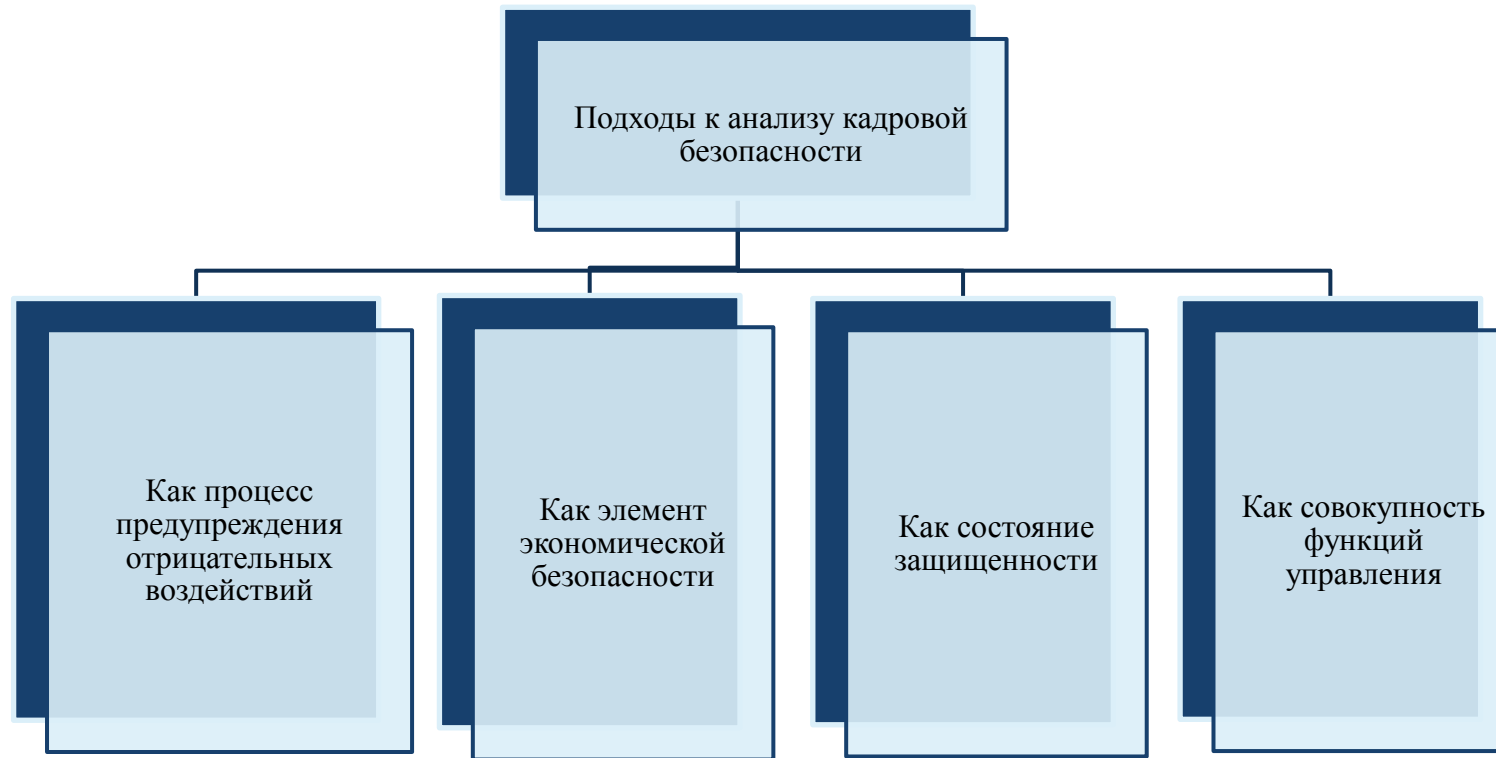 Подходы к анализу кадровой
безопасности
Как процесс
предупреждения
отрицательных
воздействий
Как элемент
экономической
безопасности
Как состояние
защищенности
Как совокупность
функций
управления